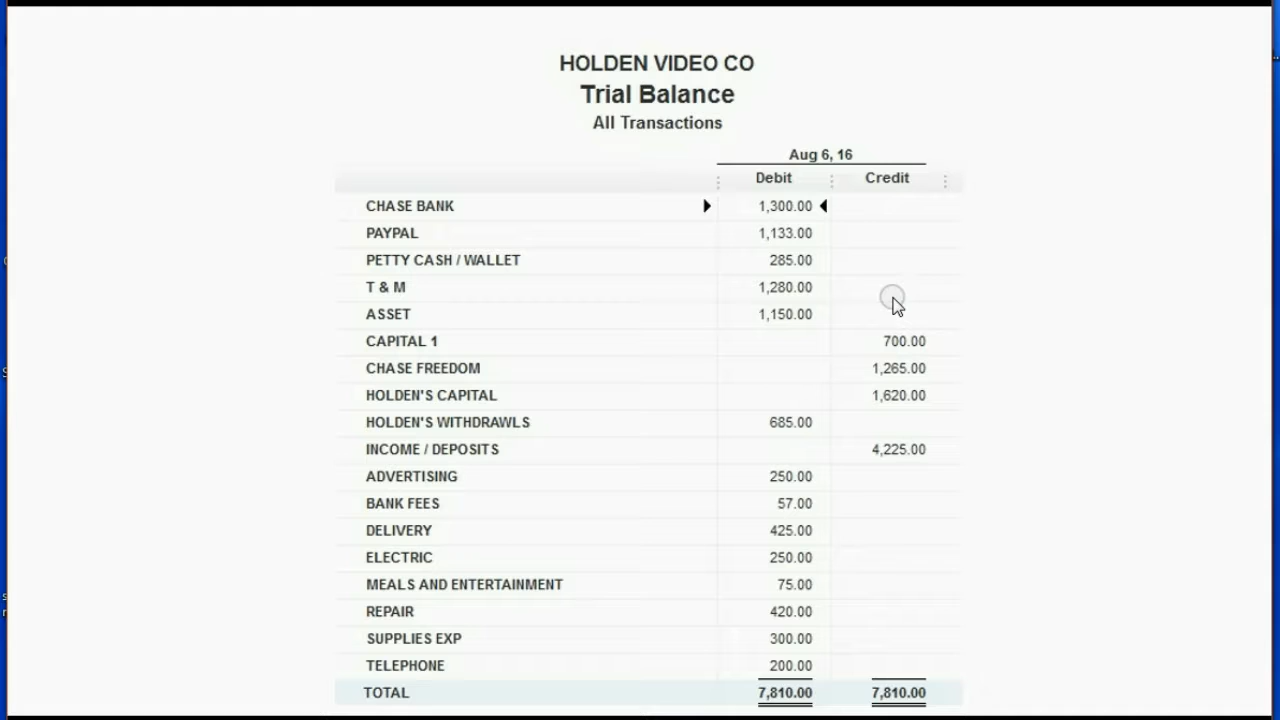 HOLDEN VIDEO CO
Trial Balance
All Transactions
Aug 6, 16
Debit Credit
CHASE BANK 1,300.00
PAYPAL 1,133.00
PETTY CASH / WALLET 285.00
T & M 1,280.00
ASSET 1,150.00
CAPITAL 1 700.00
CHASE FREEDOM 1,265.00
HOLDEN'S CAPITAL 1,620.00
HOLDEN'S WITHDRAWLS 685.00
INCOME / DEPOSITS 4,225.00
ADVERTISING 250.00
BANK FEES 57.00
DELIVERY 425.00
ELECTRIC 250.00
MEALS AND ENTERTAINMENT 75.00
REPAIR 420.00
SUPPLIES EXP 300.00
TELEPHONE 200.00
TOTAL 7,810.00 7,810.00